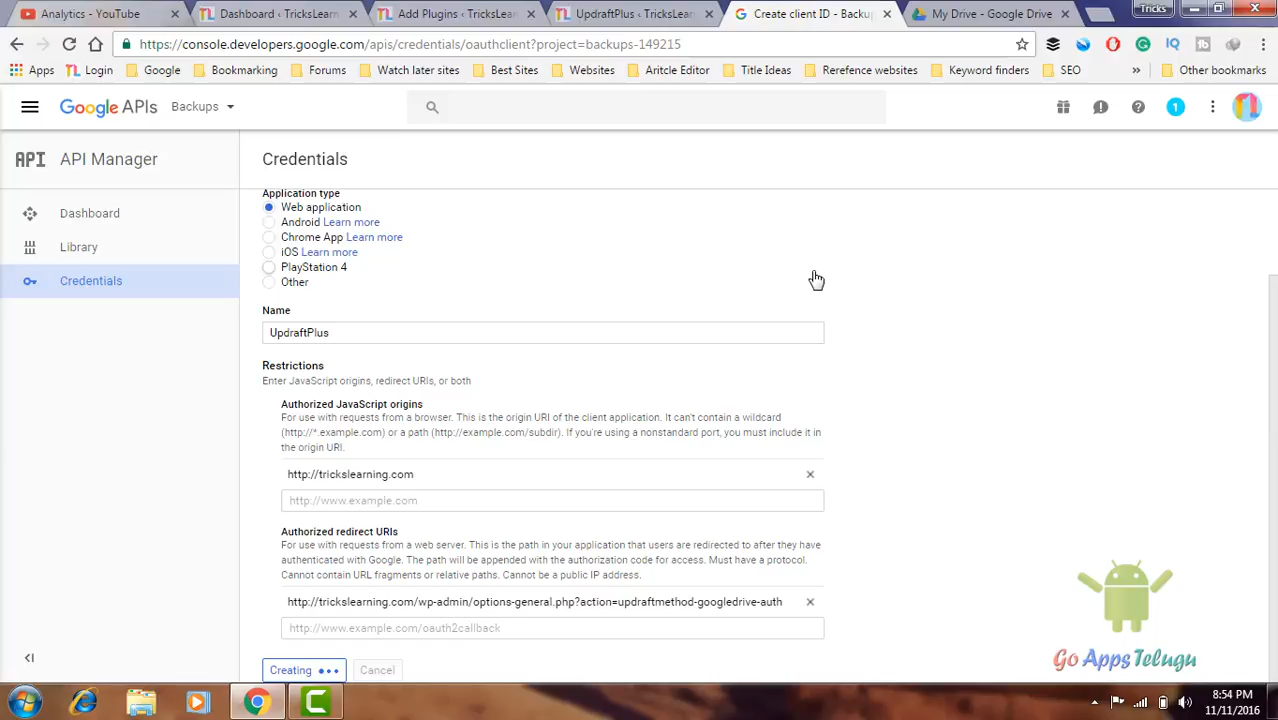 Analytics - YouTube
Dashboard ‹ TricksLearn
Add Plugins ‹ TricksLearn
UpdraftPlus ‹ TricksLearn
Create client ID - Backup
My Drive - Google Drive
Tricks
https://console.developers.google.com/apis/credentials/oauthclient?project=backups-149215
Apps
Login
Google
Bookmarking
Forums
Watch later sites
Best Sites
Websites
Aritcle Editor
Title Ideas
Rerefence websites
Keyword finders
SEO
»
Other bookmarks
Google APIs
Backups
1
API API Manager
Credentials
Dashboard
Library
Credentials
Application type
Web application
Android Learn more
Chrome App Learn more
iOS Learn more
PlayStation 4
Other
Name
UpdraftPlus
Restrictions
Enter JavaScript origins, redirect URIs, or both
Authorized JavaScript origins
For use with requests from a browser. This is the origin URI of the client application. It can't contain a wildcard
(http://*.example.com) or a path (http://example.com/subdir). If you're using a nonstandard port, you must include it in
the origin URI.
http://trickslearning.com
http://www.example.com
Authorized redirect URIs
For use with requests from a web server. This is the path in your application that users are redirected to after they have
authenticated with Google. The path will be appended with the authorization code for access. Must have a protocol.
Cannot contain URL fragments or relative paths. Cannot be a public IP address.
http://trickslearning.com/wp-admin/options-general.php?action=updraftmethod-googledrive-auth
http://www.example.com/oauth2callback
Creating
Cancel
Go Apps Telugu
8:54 PM
11/11/2016